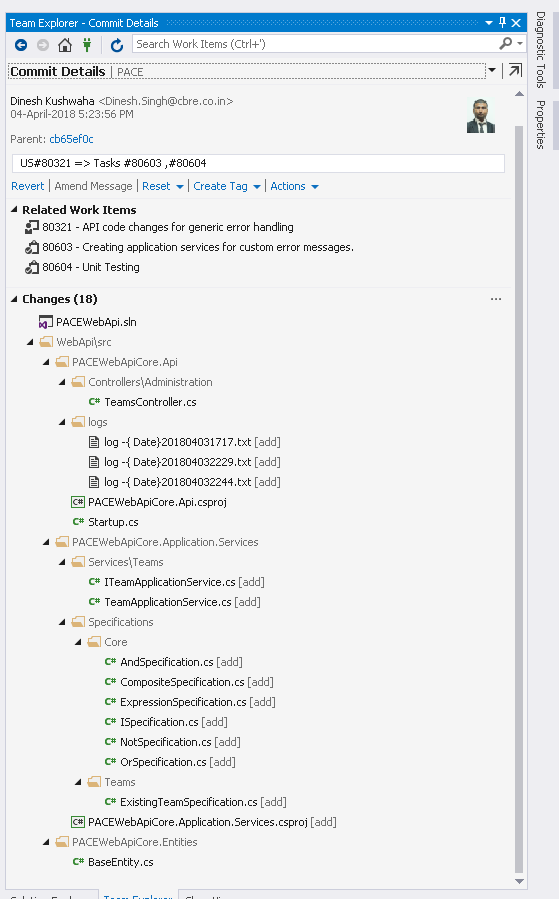 Team Explorer - Commit Details
Search Work Items (Ctrl+')
Commit Details | PACE
Dinesh Kushwaha <Dinesh.Singh@cbre.co.in>
04-April-2018 5:23:56 PM
Parent: cb65ef0c
US#80321 => Tasks #80603 ,#80604
Revert | Amend Message | Reset | Create Tag | Actions
Related Work Items
80321 - API code changes for generic error handling
80603 - Creating application services for custom error messages.
80604 - Unit Testing
Changes (18)
PACEWebApi.sln
WebApi\src
PACEWebApiCore.Api
Controllers\Administration
C# TeamsController.cs
logs
log -{ Date}201804031717.txt [add]
log -{ Date}201804032229.txt [add]
log -{ Date}201804032244.txt [add]
C# PACEWebApiCore.Api.csproj
C# Startup.cs
PACEWebApiCore.Application.Services
Services\Teams
C# ITeamApplicationService.cs [add]
C# TeamApplicationService.cs [add]
Specifications
Core
C# AndSpecification.cs [add]
C# CompositeSpecification.cs [add]
C# ExpressionSpecification.cs [add]
C# ISpecification.cs [add]
C# NotSpecification.cs [add]
C# OrSpecification.cs [add]
Teams
C# ExistingTeamSpecification.cs [add]
C# PACEWebApiCore.Application.Services.csproj [add]
PACEWebApiCore.Entities
C# BaseEntity.cs
Team Explorer
Diagnostic Tools
Properties